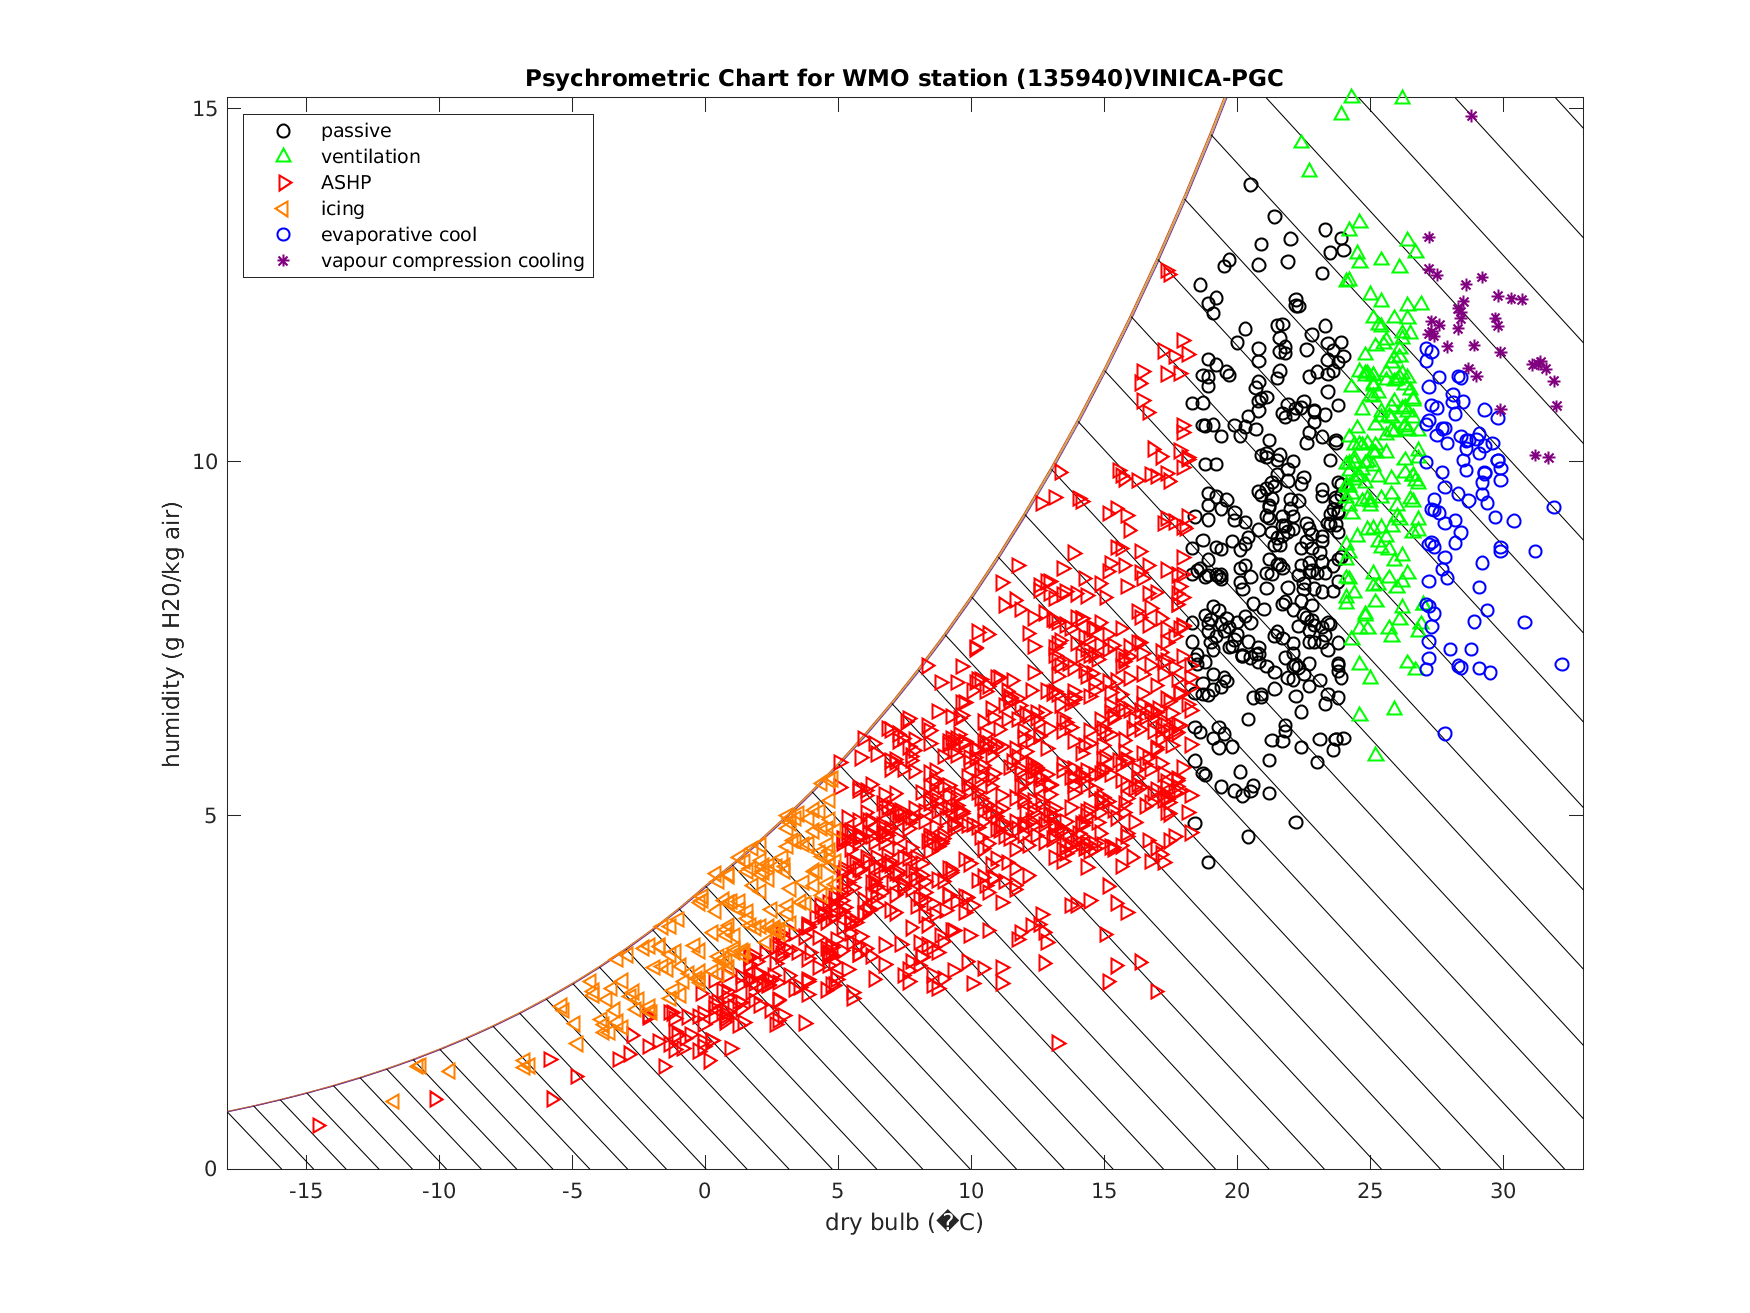 Psychrometric Chart for WMO station (135940)VINICA-PGC
passive
ventilation
ASHP
icing
evaporative cool
vapour compression cooling
humidity (g H20/kg air)
15
10
5
0
-15 -10 -5 0 5 10 15 20 25 30
dry bulb (�C)